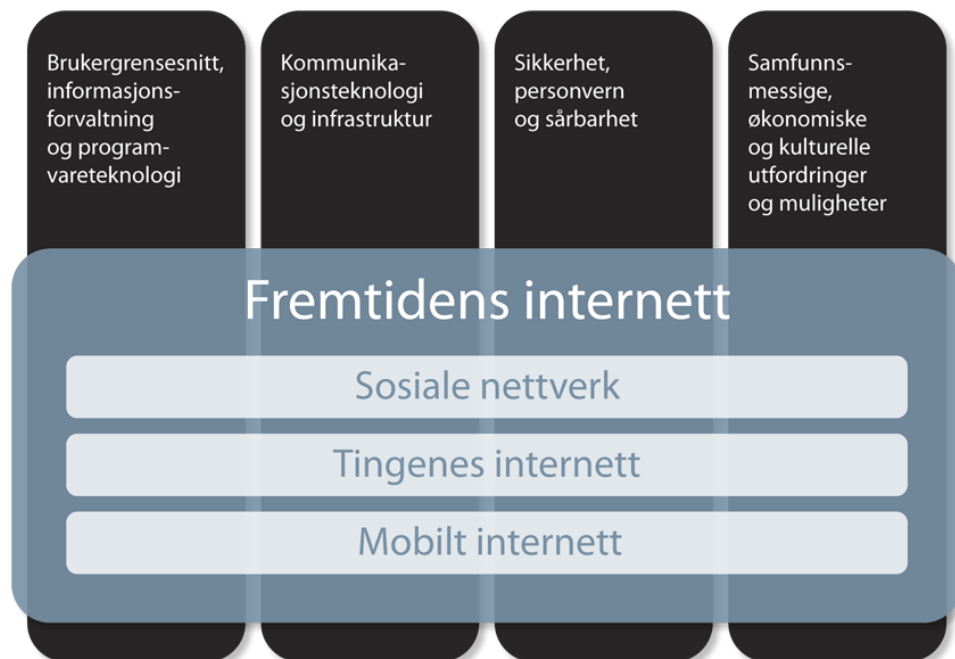 Brukergrensesnitt,
informasjons-
forvaltning
og program-
vareteknologi
Kommunika-
sjonsteknologi
og infrastruktur
Sikkerhet,
personvern
og sårbarhet
Samfunns-
messige,
økonomiske
og kulturelle
utfordringer
og muligheter
Fremtidens internett
Sosiale nettverk
Tingenes internett
Mobilt internett